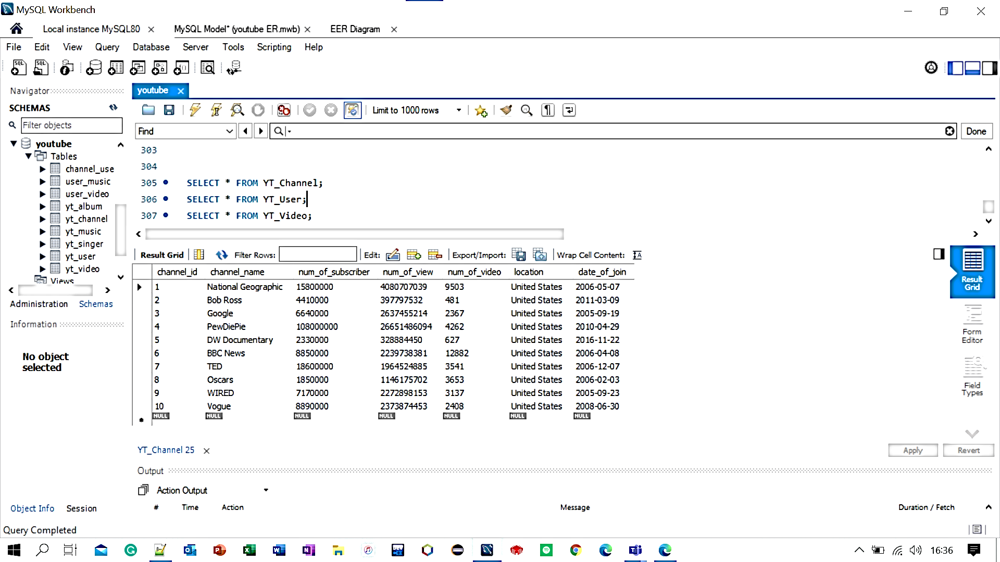 MySQL Workbench
Local instance MySQL80
MySQL Model* (youtube ER.mwb)
EER Diagram
File Edit View Query Database Server Tools Scripting Help
Navigator
youtube
SCHEMAS
Limit to 1000 rows
Filter objects
Find
Done
youtube
Tables
channel_use
user_music
user_video
yt_album
yt_channel
yt_music
yt_singer
yt_user
yt_video
Views
303
304
305 SELECT * FROM YT_Channel;
306 SELECT * FROM YT_User;
307 SELECT * FROM YT_Video;
Administration Schemas
Information
No object
selected
Result Grid Filter Rows: Edit: Export/Import: Wrap Cell Content:
channel_id channel_name num_of_subscriber num_of_view num_of_video location date_of_join
1 National Geographic 15800000 4080707039 9503 United States 2006-05-07
2 Bob Ross 4410000 397797532 481 United States 2011-03-09
3 Google 6640000 2637455214 2367 United States 2005-09-19
4 PewDiePie 108000000 26651486094 4262 United States 2010-04-29
5 DW Documentary 2330000 328884450 627 United States 2016-11-22
6 BBC News 8850000 2239738381 12882 United States 2006-04-08
7 TED 18600000 1964524885 3541 United States 2006-12-07
8 Oscars 1850000 1146175702 3653 United States 2006-02-03
9 WIRED 7170000 2272898153 3137 United States 2005-09-23
10 Vogue 8890000 2373874453 2408 United States 2008-06-30
NULL NULL NULL NULL NULL NULL NULL
Result
Grid
Form
Editor
Field
Types
YT_Channel 25
Apply Revert
Output
Action Output
# Time Action Message Duration / Fetch
Object Info Session
Query Completed
16:36